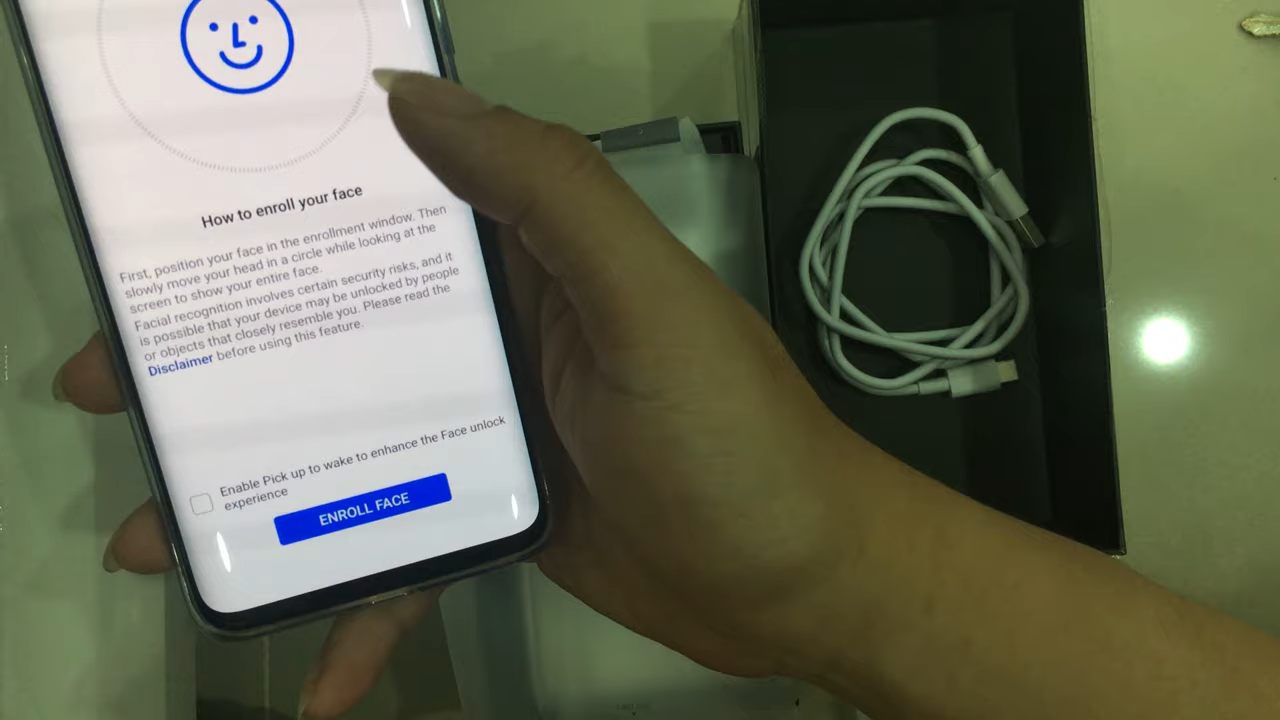 How to enroll your face
First, position your face in the enrollment window. Then
slowly move your head in a circle while looking at the
screen to show your entire face.
Facial recognition involves certain security risks, and it
is possible that your device may be unlocked by people
or objects that closely resemble you. Please read the
Disclaimer before using this feature.
Enable Pick up to wake to enhance the Face unlock
experience
ENROLL FACE